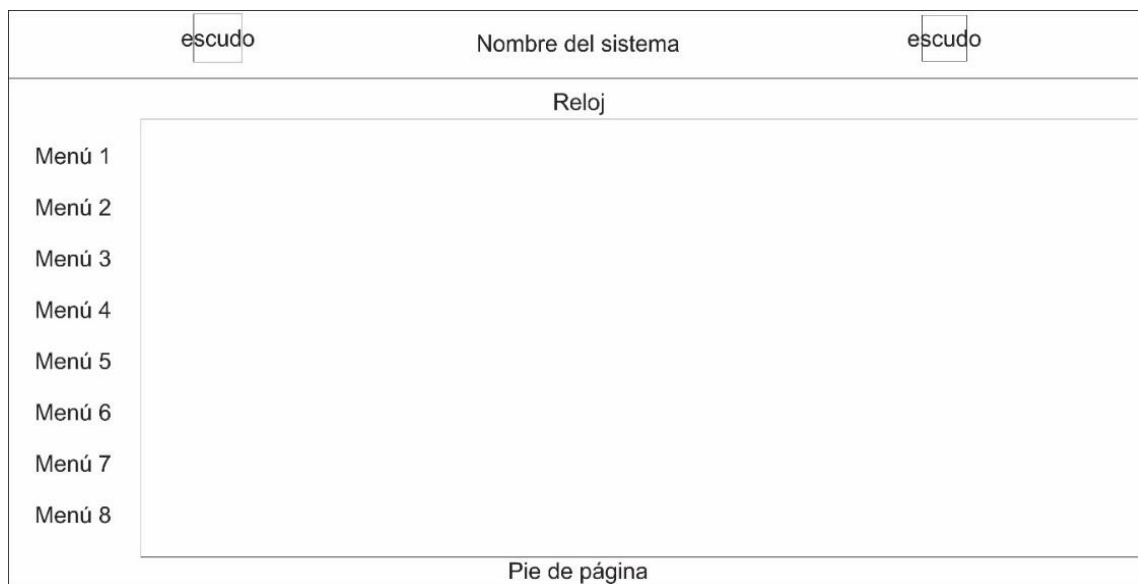 escudo Nombre del sistema escudo
Reloj
Menú 1
Menú 2
Menú 3
Menú 4
Menú 5
Menú 6
Menú 7
Menú 8
Pie de página